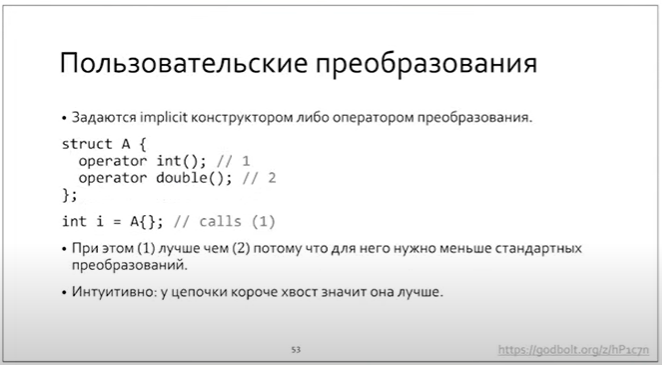 Пользовательские преобразования
• Задаются implicit конструктором либо оператором преобразования.
struct A {
operator int(); // 1
operator double(); // 2
};
int i = A{}; // calls (1)
• При этом (1) лучше чем (2) потому что для него нужно меньше стандартных
преобразований.
• Интуитивно: у цепочки короче хвост значит она лучше.
53
https://godbolt.org/z/hP1c7n